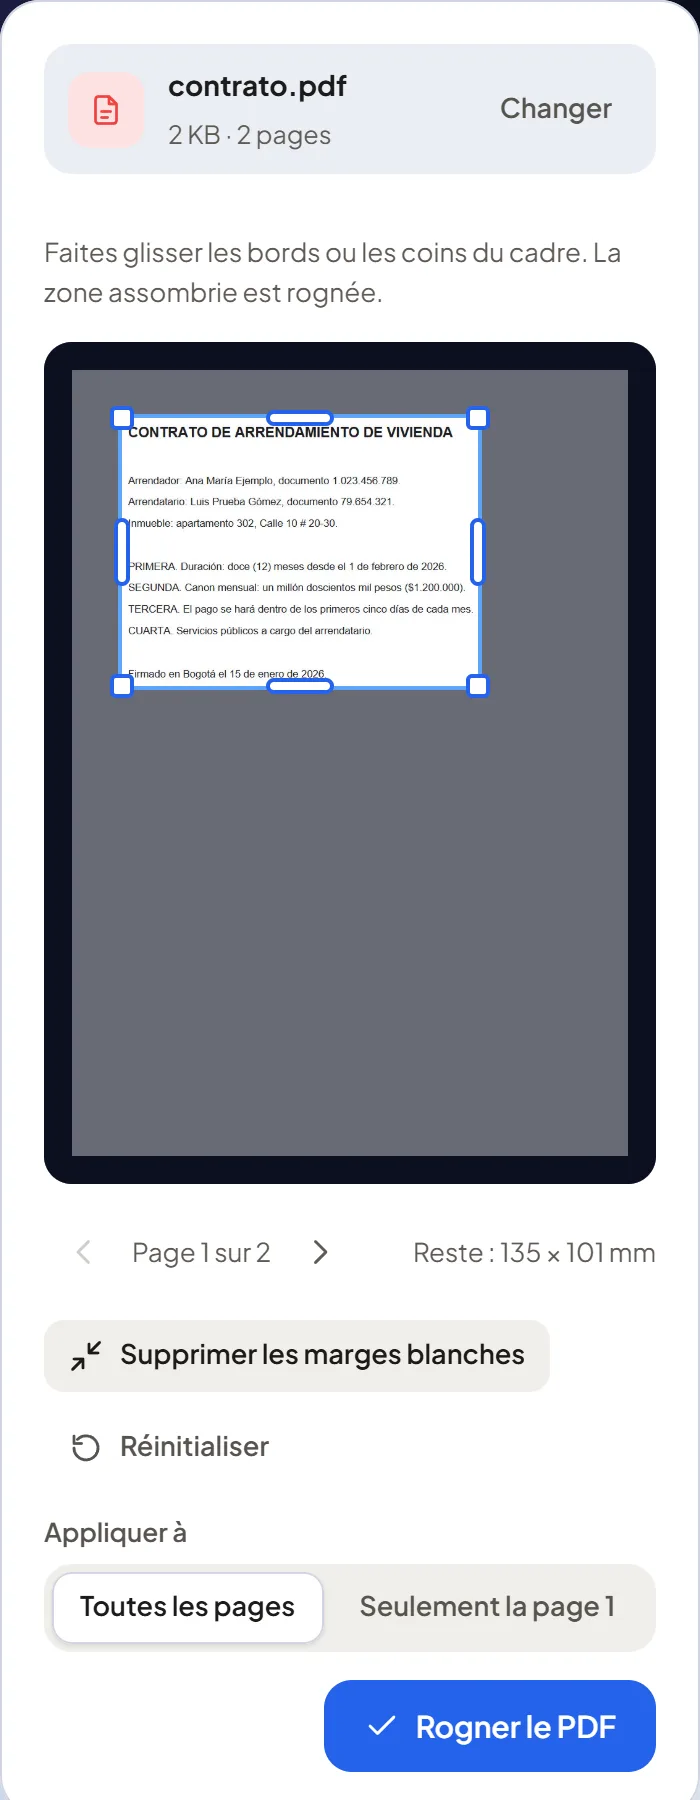 contrato.pdf
2 KB · 2 pages
Changer
Faites glisser les bords ou les coins du cadre. La
zone assombrie est rognée.
CONTRATO DE ARRENDAMIENTO DE VIVIENDA
Arrendador: Ana María Ejemplo, documento 1.023.456.789.
Arrendatario: Luis Prueba Gómez, documento 79.654.321.
Inmueble: apartamento 302, Calle 10 # 20-30.
PRIMERA. Duración: doce (12) meses desde el 1 de febrero de 2026.
SEGUNDA. Canon mensual: un millón doscientos mil pesos ($1.200.000).
TERCERA. El pago se hará dentro de los primeros cinco días de cada mes.
CUARTA. Servicios públicos a cargo del arrendatario.
Firmado en Bogotá el 15 de enero de 2026.
Page 1 sur 2
Reste : 135 × 101 mm
Supprimer les marges blanches
Réinitialiser
Appliquer à
Toutes les pages
Seulement la page 1
Rogner le PDF